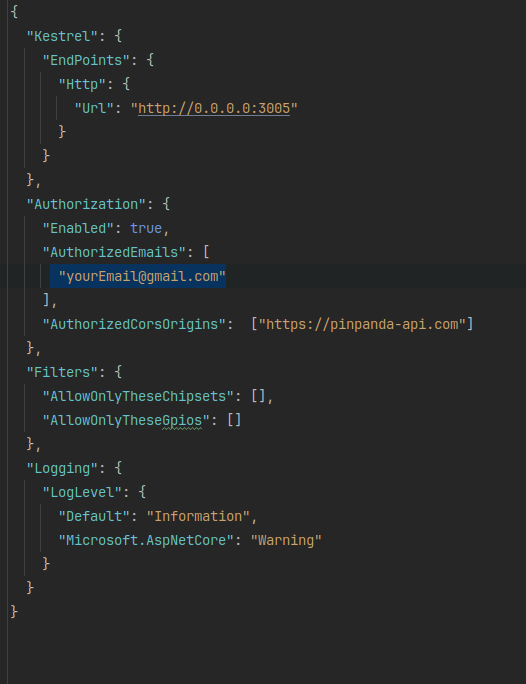 {
  "Kestrel": {
    "EndPoints": {
      "Http": {
        "Url": "http://0.0.0.0:3005"
      }
    }
  },
  "Authorization": {
    "Enabled": true,
    "AuthorizedEmails": [
      "yourEmail@gmail.com"
    ],
    "AuthorizedCorsOrigins":  ["https://pinpanda-api.com"]
  },
  "Filters": {
    "AllowOnlyTheseChipsets": [],
    "AllowOnlyTheseGpios": []
  },
  "Logging": {
    "LogLevel": {
      "Default": "Information",
      "Microsoft.AspNetCore": "Warning"
    }
  }
}